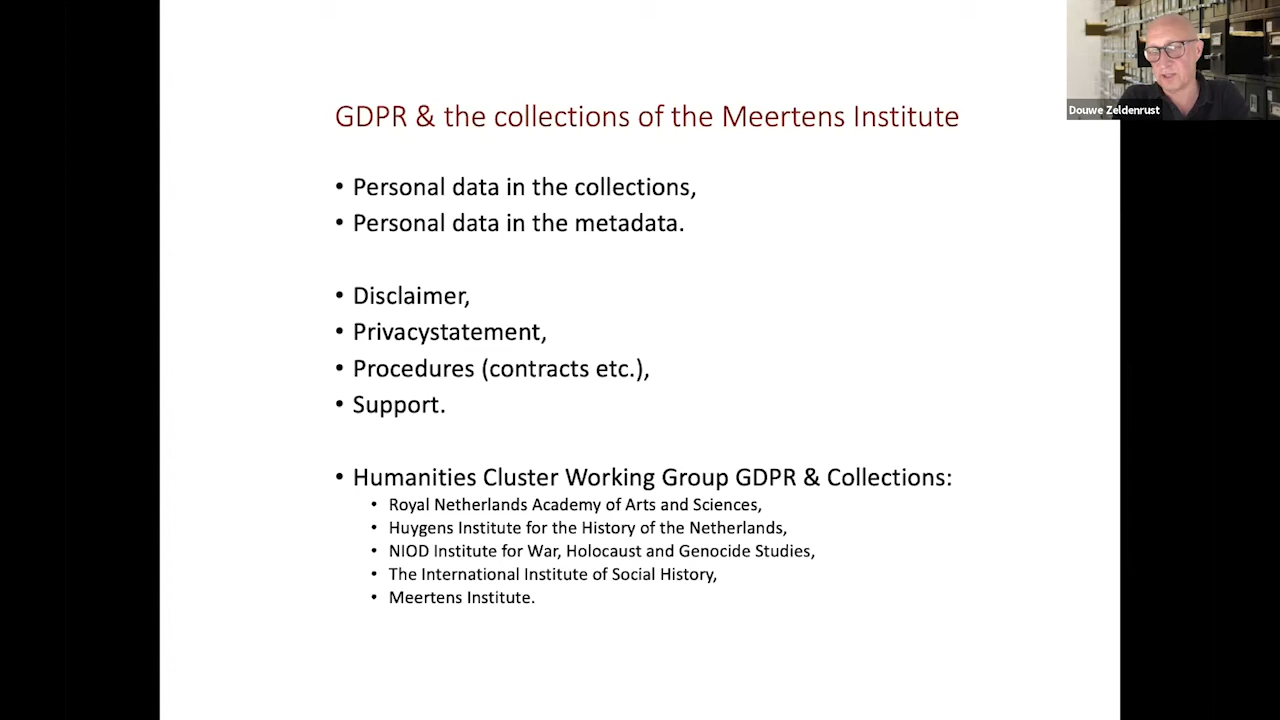 GDPR & the collections of the Meertens Institute
• Personal data in the collections,
• Personal data in the metadata.
• Disclaimer,
• Privacystatement,
• Procedures (contracts etc.),
• Support.
• Humanities Cluster Working Group GDPR & Collections:
• Royal Netherlands Academy of Arts and Sciences,
• Huygens Institute for the History of the Netherlands,
• NIOD Institute for War, Holocaust and Genocide Studies,
• The International Institute of Social History,
• Meertens Institute.
Douwe Zeldenrust